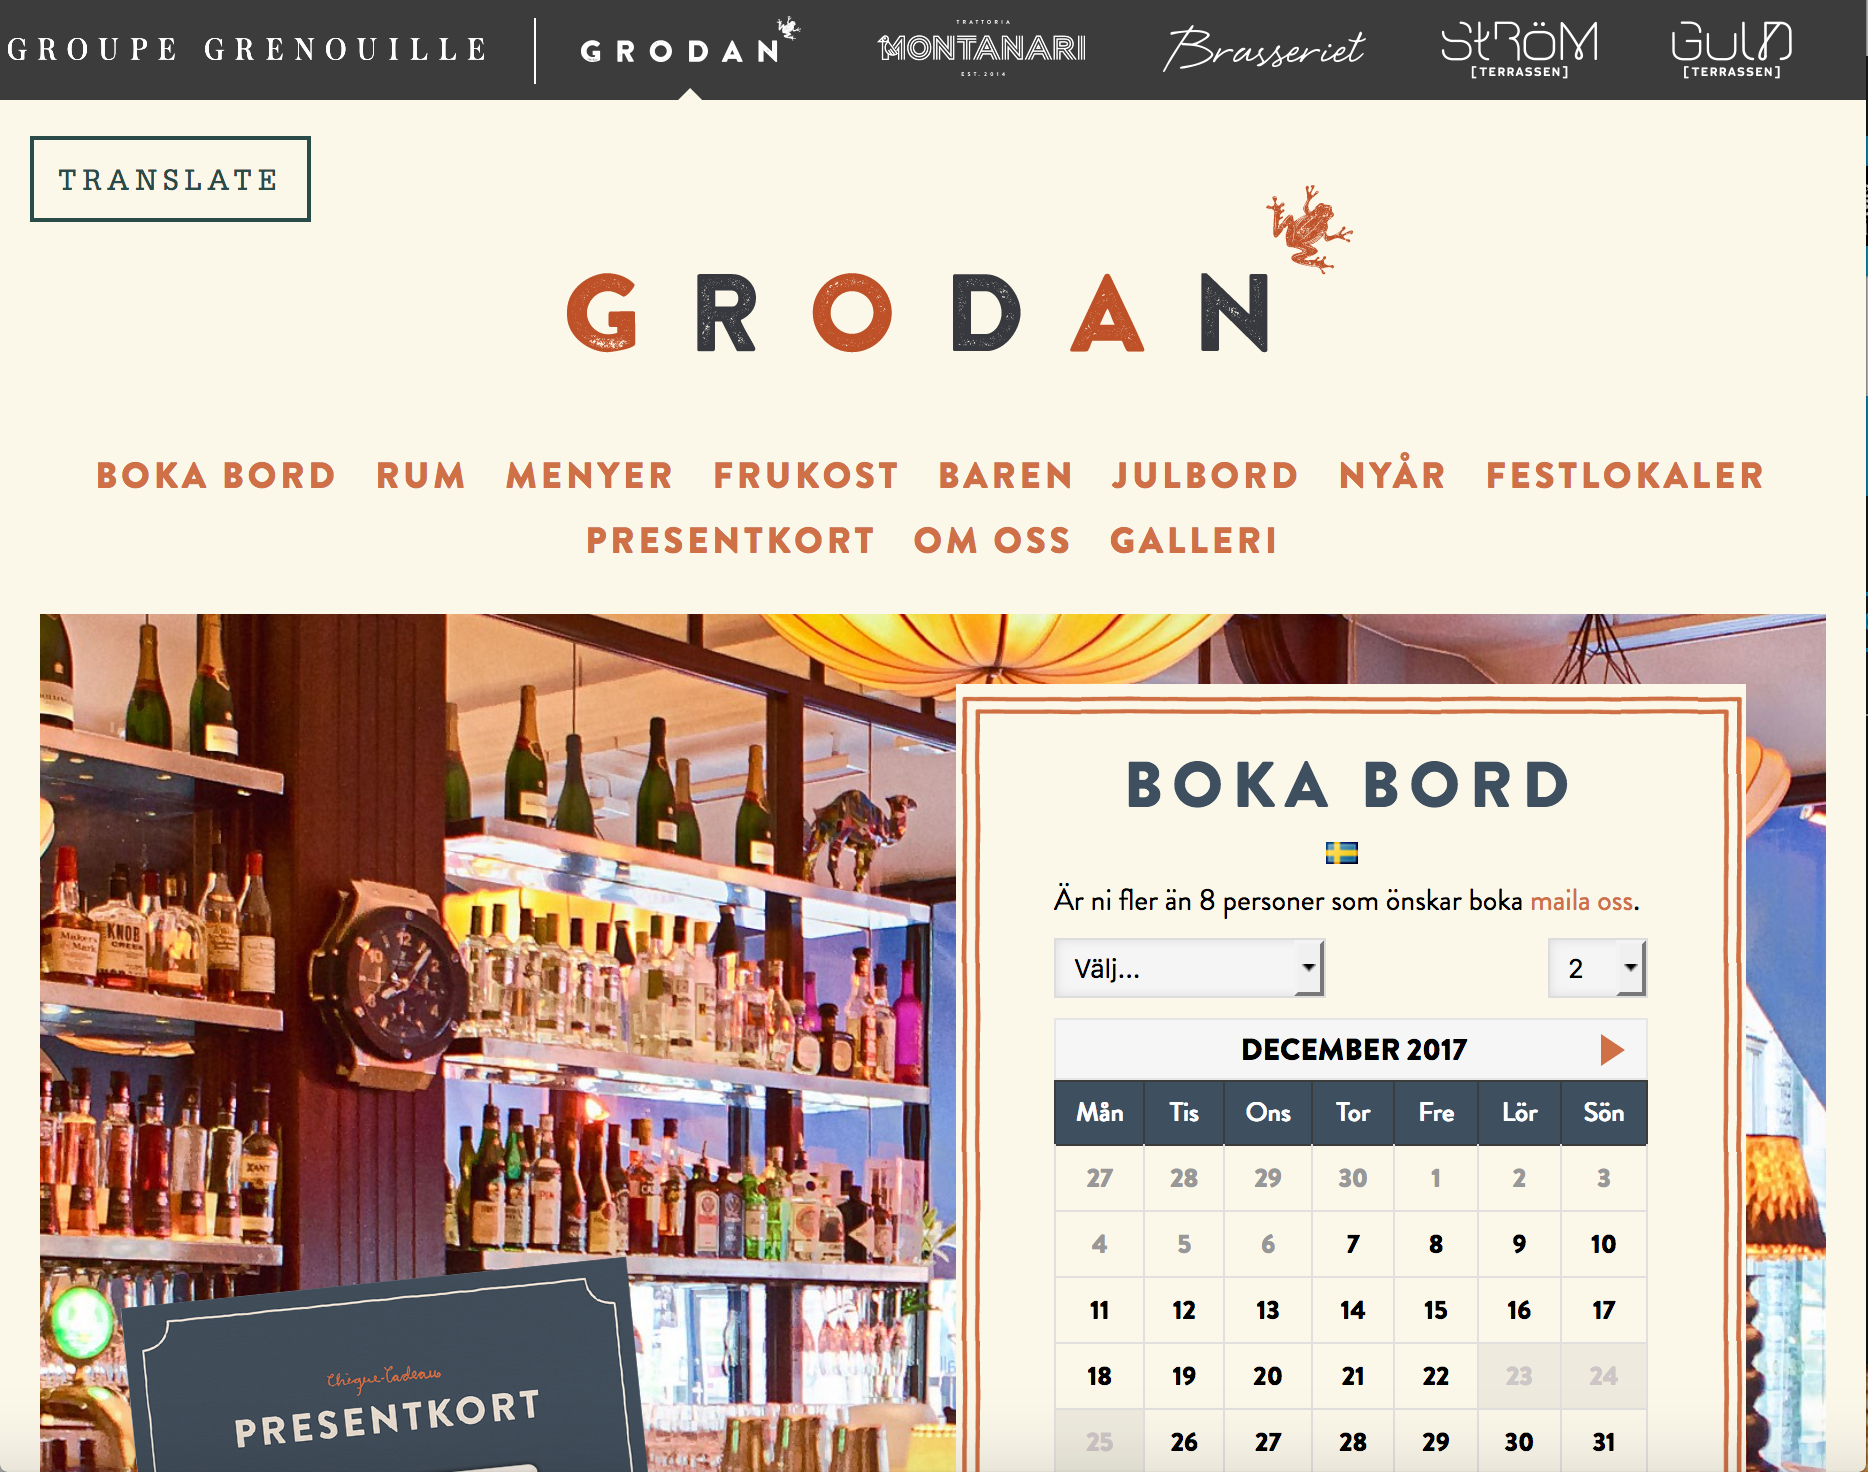 GROUPE GRENOUILLE
GRODAN
TRATTORIA
MONTANARI
EST. 2014
Brasseriet
STRÖM
[TERRASSEN]
GULD
[TERRASSEN]
TRANSLATE
GRODAN
BOKA BORD RUM MENYER FRUKOST BAREN JULBORD NYÅR FESTLOKALER
PRESENTKORT OM OSS GALLERI
BOKA BORD
Är ni fler än 8 personer som önskar boka maila oss.
Välj...
2
DECEMBER 2017
Mån Tis Ons Tor Fre Lör Sön
27 28 29 30 1 2 3
4 5 6 7 8 9 10
11 12 13 14 15 16 17
18 19 20 21 22 23 24
25 26 27 28 29 30 31
Maker's
Mark
KNOB
CREEK
Chèque-Cadeau
PRESENTKORT